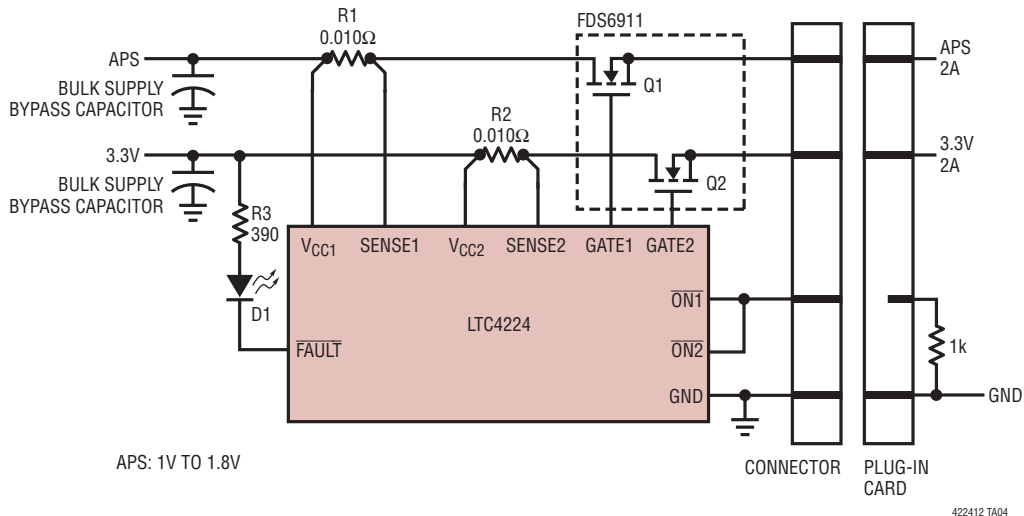 R1
0.010Ω
FDS6911
APS
BULK SUPPLY
BYPASS CAPACITOR
Q1
APS
2A
R2
0.010Ω
3.3V
BULK SUPPLY
BYPASS CAPACITOR
Q2
3.3V
2A
R3
390
D1
VCC1
SENSE1
VCC2
SENSE2
GATE1
GATE2
LTC4224
FAULT
ON1
ON2
GND
1k
GND
APS: 1V TO 1.8V
CONNECTOR
PLUG-IN
CARD
422412 TA04